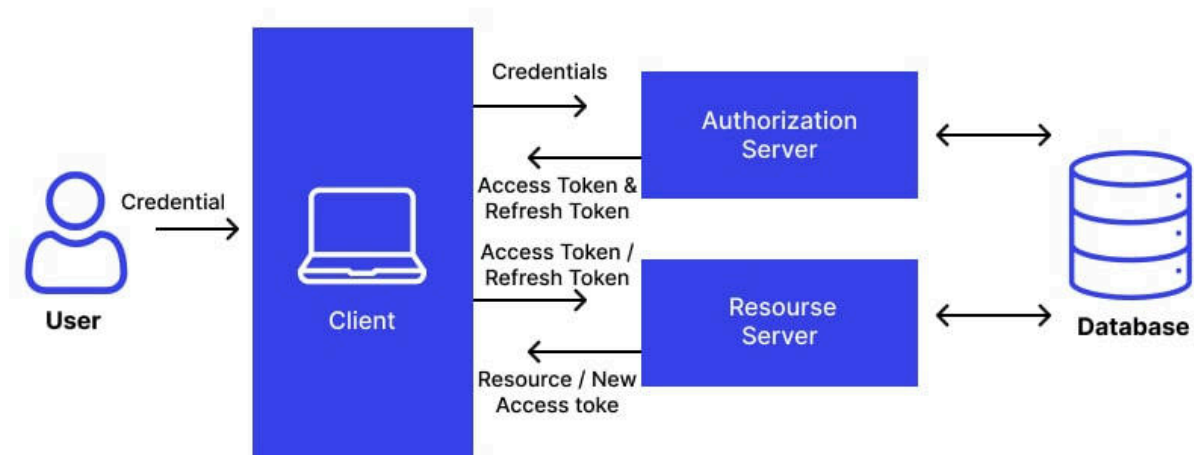 Credential
User
Client
Credentials
Access Token &
Refresh Token
Access Token /
Refresh Token
Resource / New
Access toke
Authorization
Server
Resourse
Server
Database